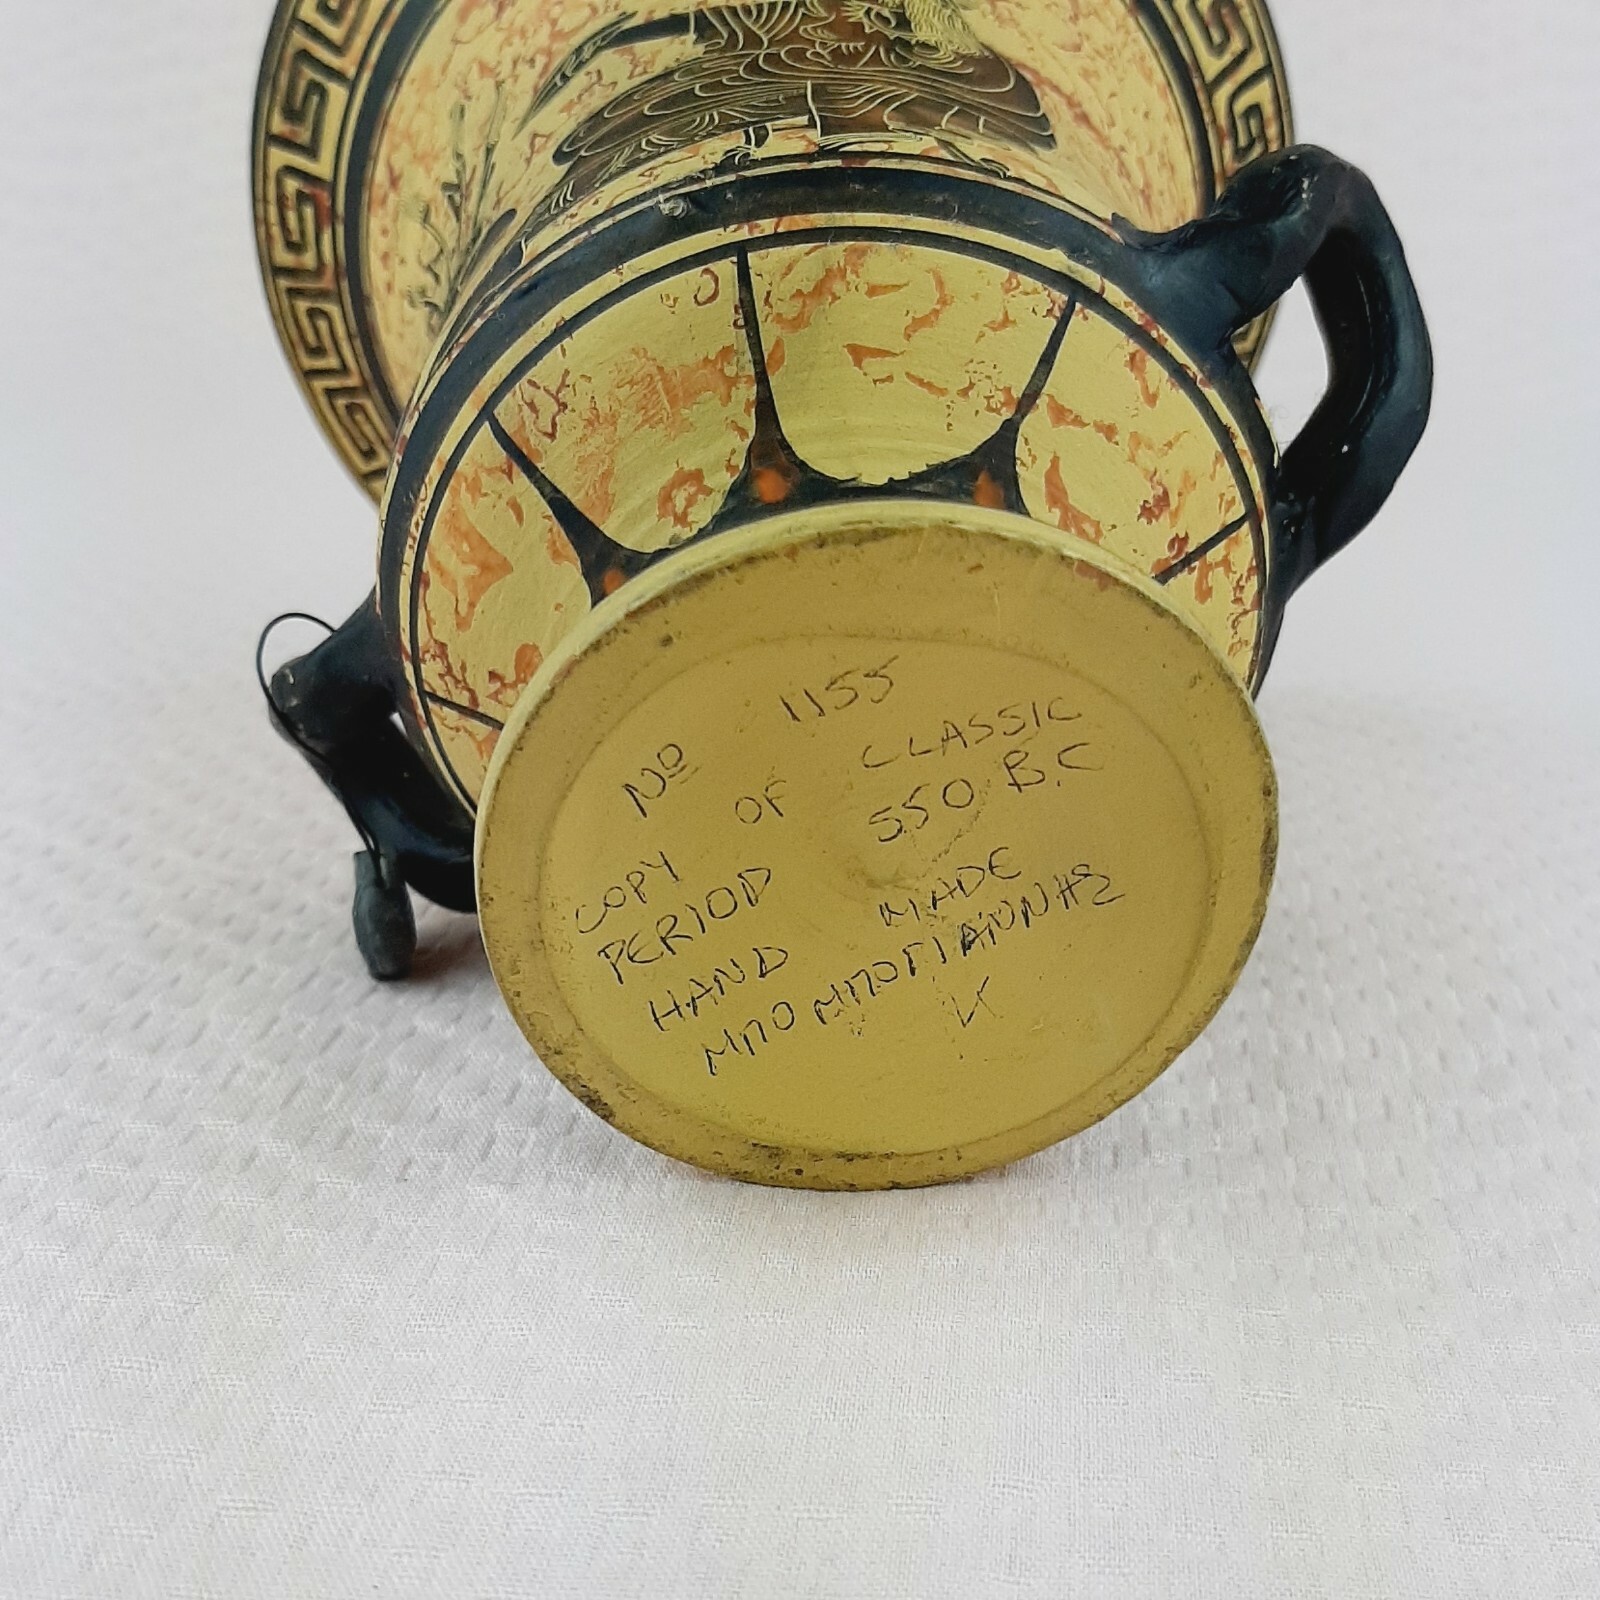 Nº 1155
COPY OF CLASSIC
PERIOD 550 B.C
HAND MADE
ΜΠΟΜΠΟΓΙΑΝΝΗΣ